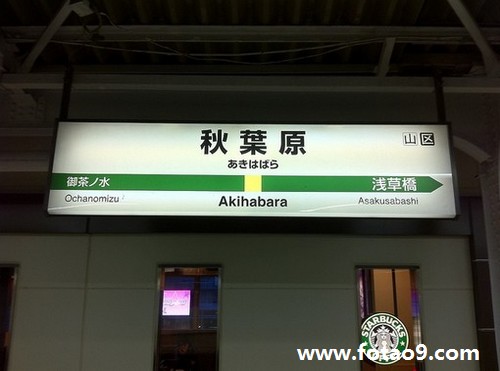 秋葉原
山 区
あきはばら
御茶ノ水
浅草橋
Ochanomizu
Akihabara
Asakusabashi
STARBUCKS
www.fotao9.com